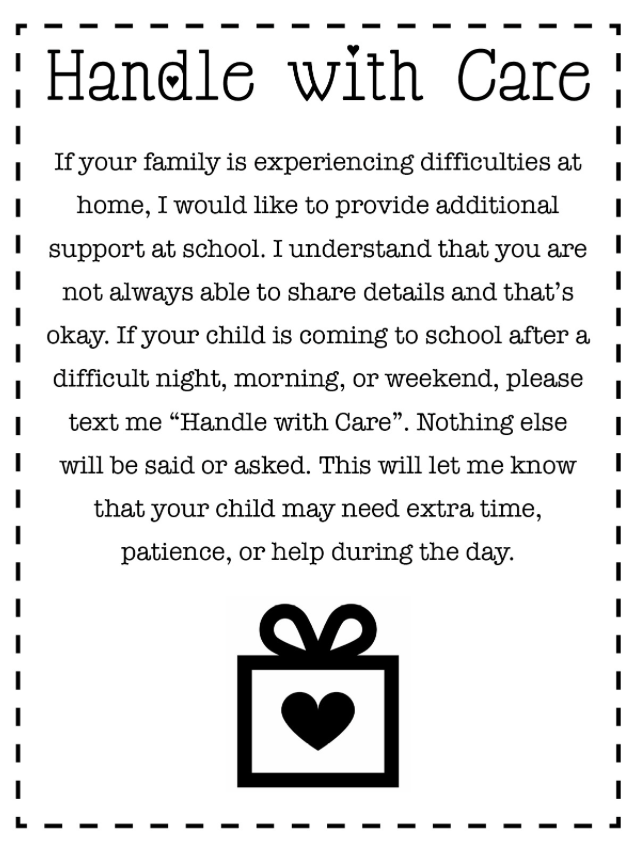 Handle with Care
If your family is experiencing difficulties at
home, I would like to provide additional
support at school. I understand that you are
not always able to share details and that's
okay. If your child is coming to school after a
difficult night, morning, or weekend, please
text me “Handle with Care”. Nothing else
will be said or asked. This will let me know
that your child may need extra time,
patience, or help during the day.